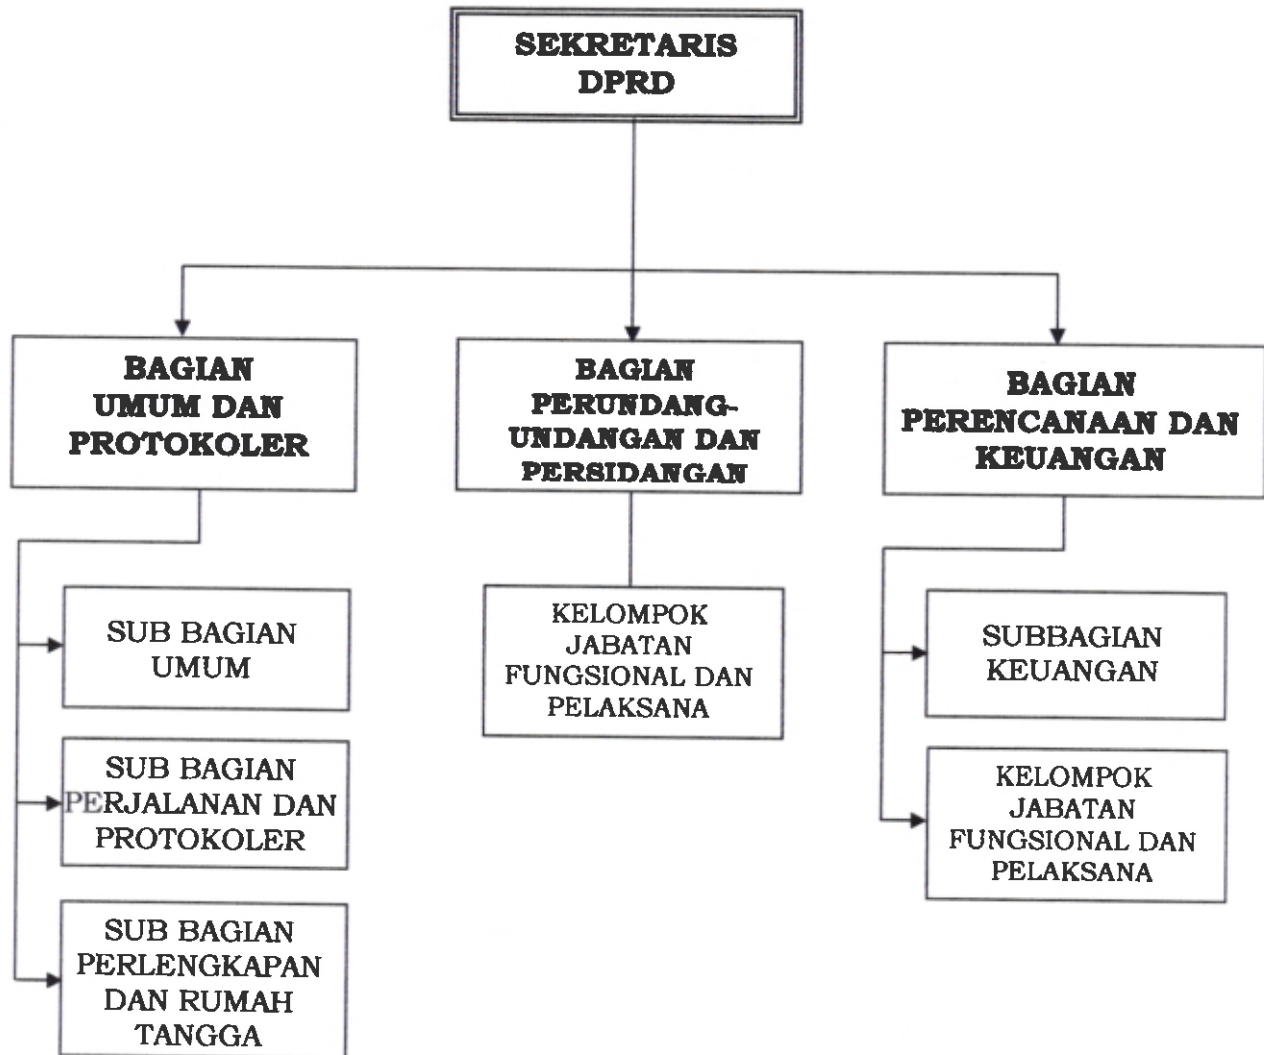 SEKRETARIS
DPRD
BAGIAN
UMUM DAN
PROTOKOLER
BAGIAN
PERUNDANG-
UNDANGAN DAN
PERSIDANGAN
BAGIAN
PERENCANAAN DAN
KEUANGAN
SUB BAGIAN
UMUM
SUB BAGIAN
PERJALANAN DAN
PROTOKOLER
SUB BAGIAN
PERLENGKAPAN
DAN RUMAH
TANGGA
KELOMPOK
JABATAN
FUNGSIONAL DAN
PELAKSANA
SUBBAGIAN
KEUANGAN
KELOMPOK
JABATAN
FUNGSIONAL DAN
PELAKSANA